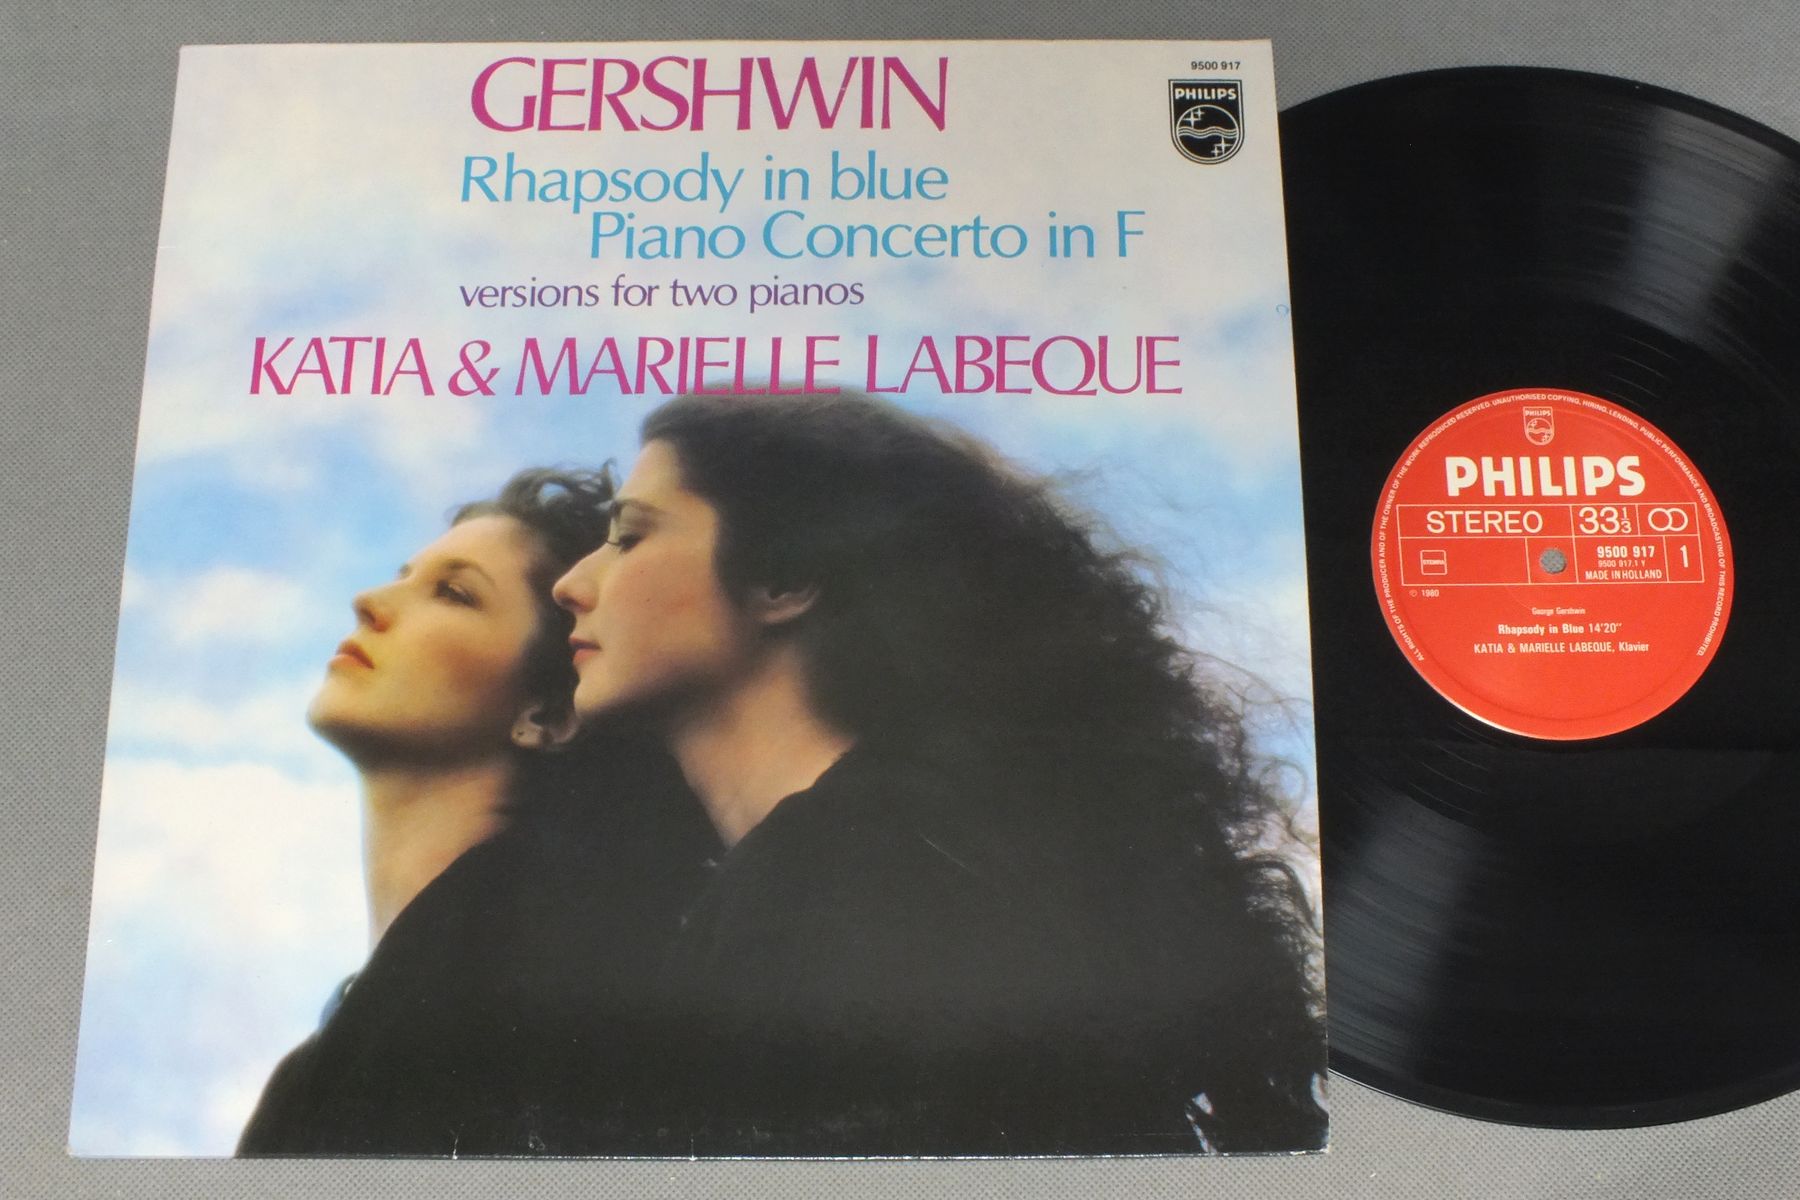 GERSHWIN
Rhapsody in blue
Piano Concerto in F
versions for two pianos
KATIA & MARIELLE LABEQUE
9500 917
PHILIPS
ALL RIGHTS OF THE PRODUCER AND OF THE OWNER OF THE WORK REPRODUCED RESERVED. UNAUTHORISED COPYING, HIRING, LENDING, PUBLIC PERFORMANCE AND BROADCASTING OF THIS RECORD PROHIBITED.
PHILIPS
PHILIPS
STEREO 33 1/3
STEMRA
9500 917
9500 917.1 Y
MADE IN HOLLAND
1
℗ 1980
George Gershwin
Rhapsody in Blue 14'20"
KATIA & MARIELLE LABEQUE, Klavier